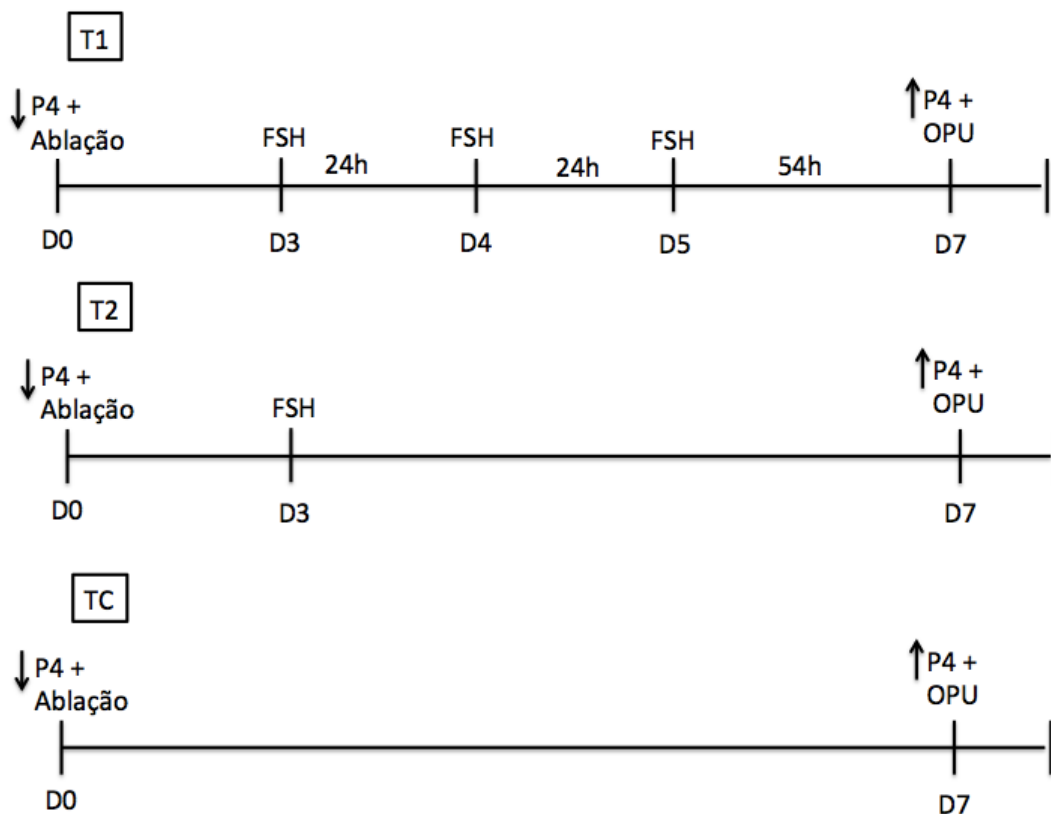 T1
↓ P4 +
Ablação
↑ P4 +
OPU
FSH
24h
FSH
24h
FSH
54h
D0
D3
D4
D5
D7
T2
↓ P4 +
Ablação
FSH
↑ P4 +
OPU
D0
D3
D7
TC
↓ P4 +
Ablação
↑ P4 +
OPU
D0
D7